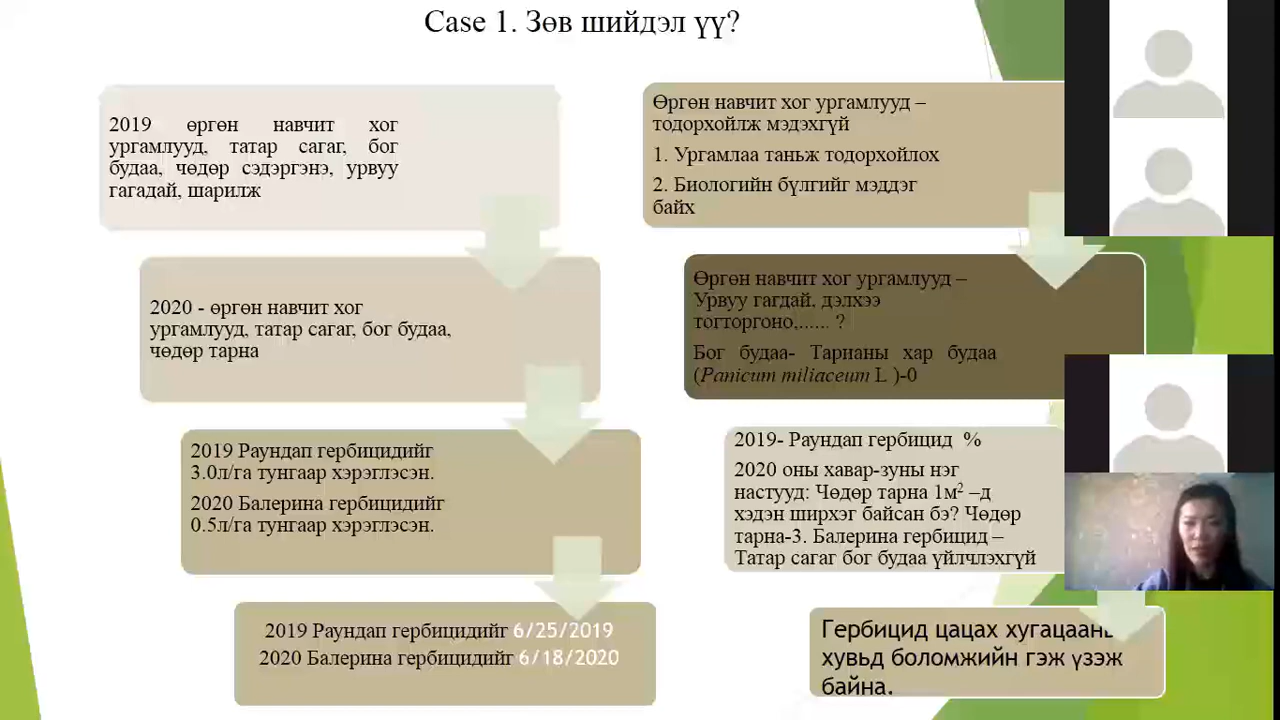 Case 1. Зөв шийдэл үү?
2019 өргөн навчит хог
ургамлууд, татар сагаг, бог
будаа, чөдөр сэдэргэнэ, урвуу
гагадай, шарилж
2020 - өргөн навчит хог
ургамлууд, татар сагаг, бог будаа,
чөдөр тарна
2019 Раундап гербицидийг
3.0л/га тунгаар хэрэглэсэн.
2020 Балерина гербицидийг
0.5л/га тунгаар хэрэглэсэн.
2019 Раундап гербицидийг 6/25/2019
2020 Балерина гербицидийг 6/18/2020
Өргөн навчит хог ургамлууд –
тодорхойлж мэдэхгүй
1. Ургамлаа таньж тодорхойлох
2. Биологийн бүлгийг мэддэг
байх
Өргөн навчит хог ургамлууд –
Урвуу гагдай, дэлхээ
тогторгоно,...... ?
Бог будаа- Тарианы хар будаа
(Panicum miliaceum L )-0
2019- Раундап гербицид %
2020 оны хавар-зуны нэг
настууд: Чөдөр тарна 1м² –д
хэдэн ширхэг байсан бэ? Чөдөр
тарна-3. Балерина гербицид –
Татар сагаг бог будаа үйлчлэхгүй
Гербицид цацах хугацааны
хувьд боломжийн гэж үзэж
байна.